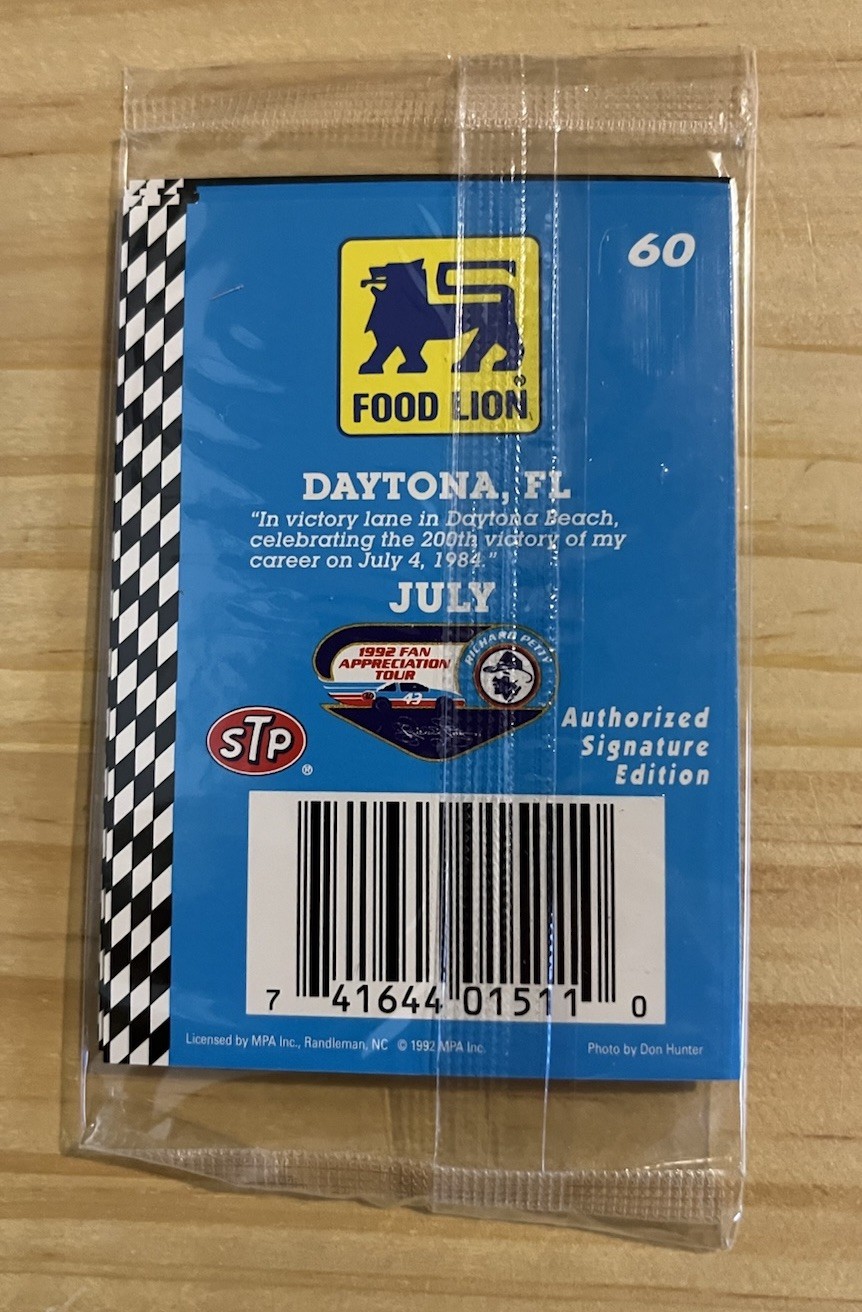 60
FOOD LION®
DAYTONA, FL
"In victory lane in Daytona Beach,
celebrating the 200th victory of my
career on July 4, 1984."
JULY
1992 FAN
APPRECIATION
TOUR
RICHARD PETTY
43
STP®
Authorized
Signature
Edition
7 41644 01511 0
Licensed by MPA Inc., Randleman, NC © 1992 MPA Inc.
Photo by Don Hunter